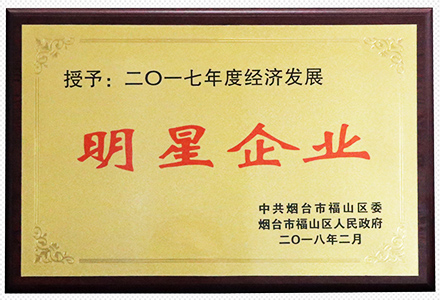 授予：二〇一七年度经济发展
明星企业
中共烟台市福山区委
烟台市福山区人民政府
二〇一八年二月